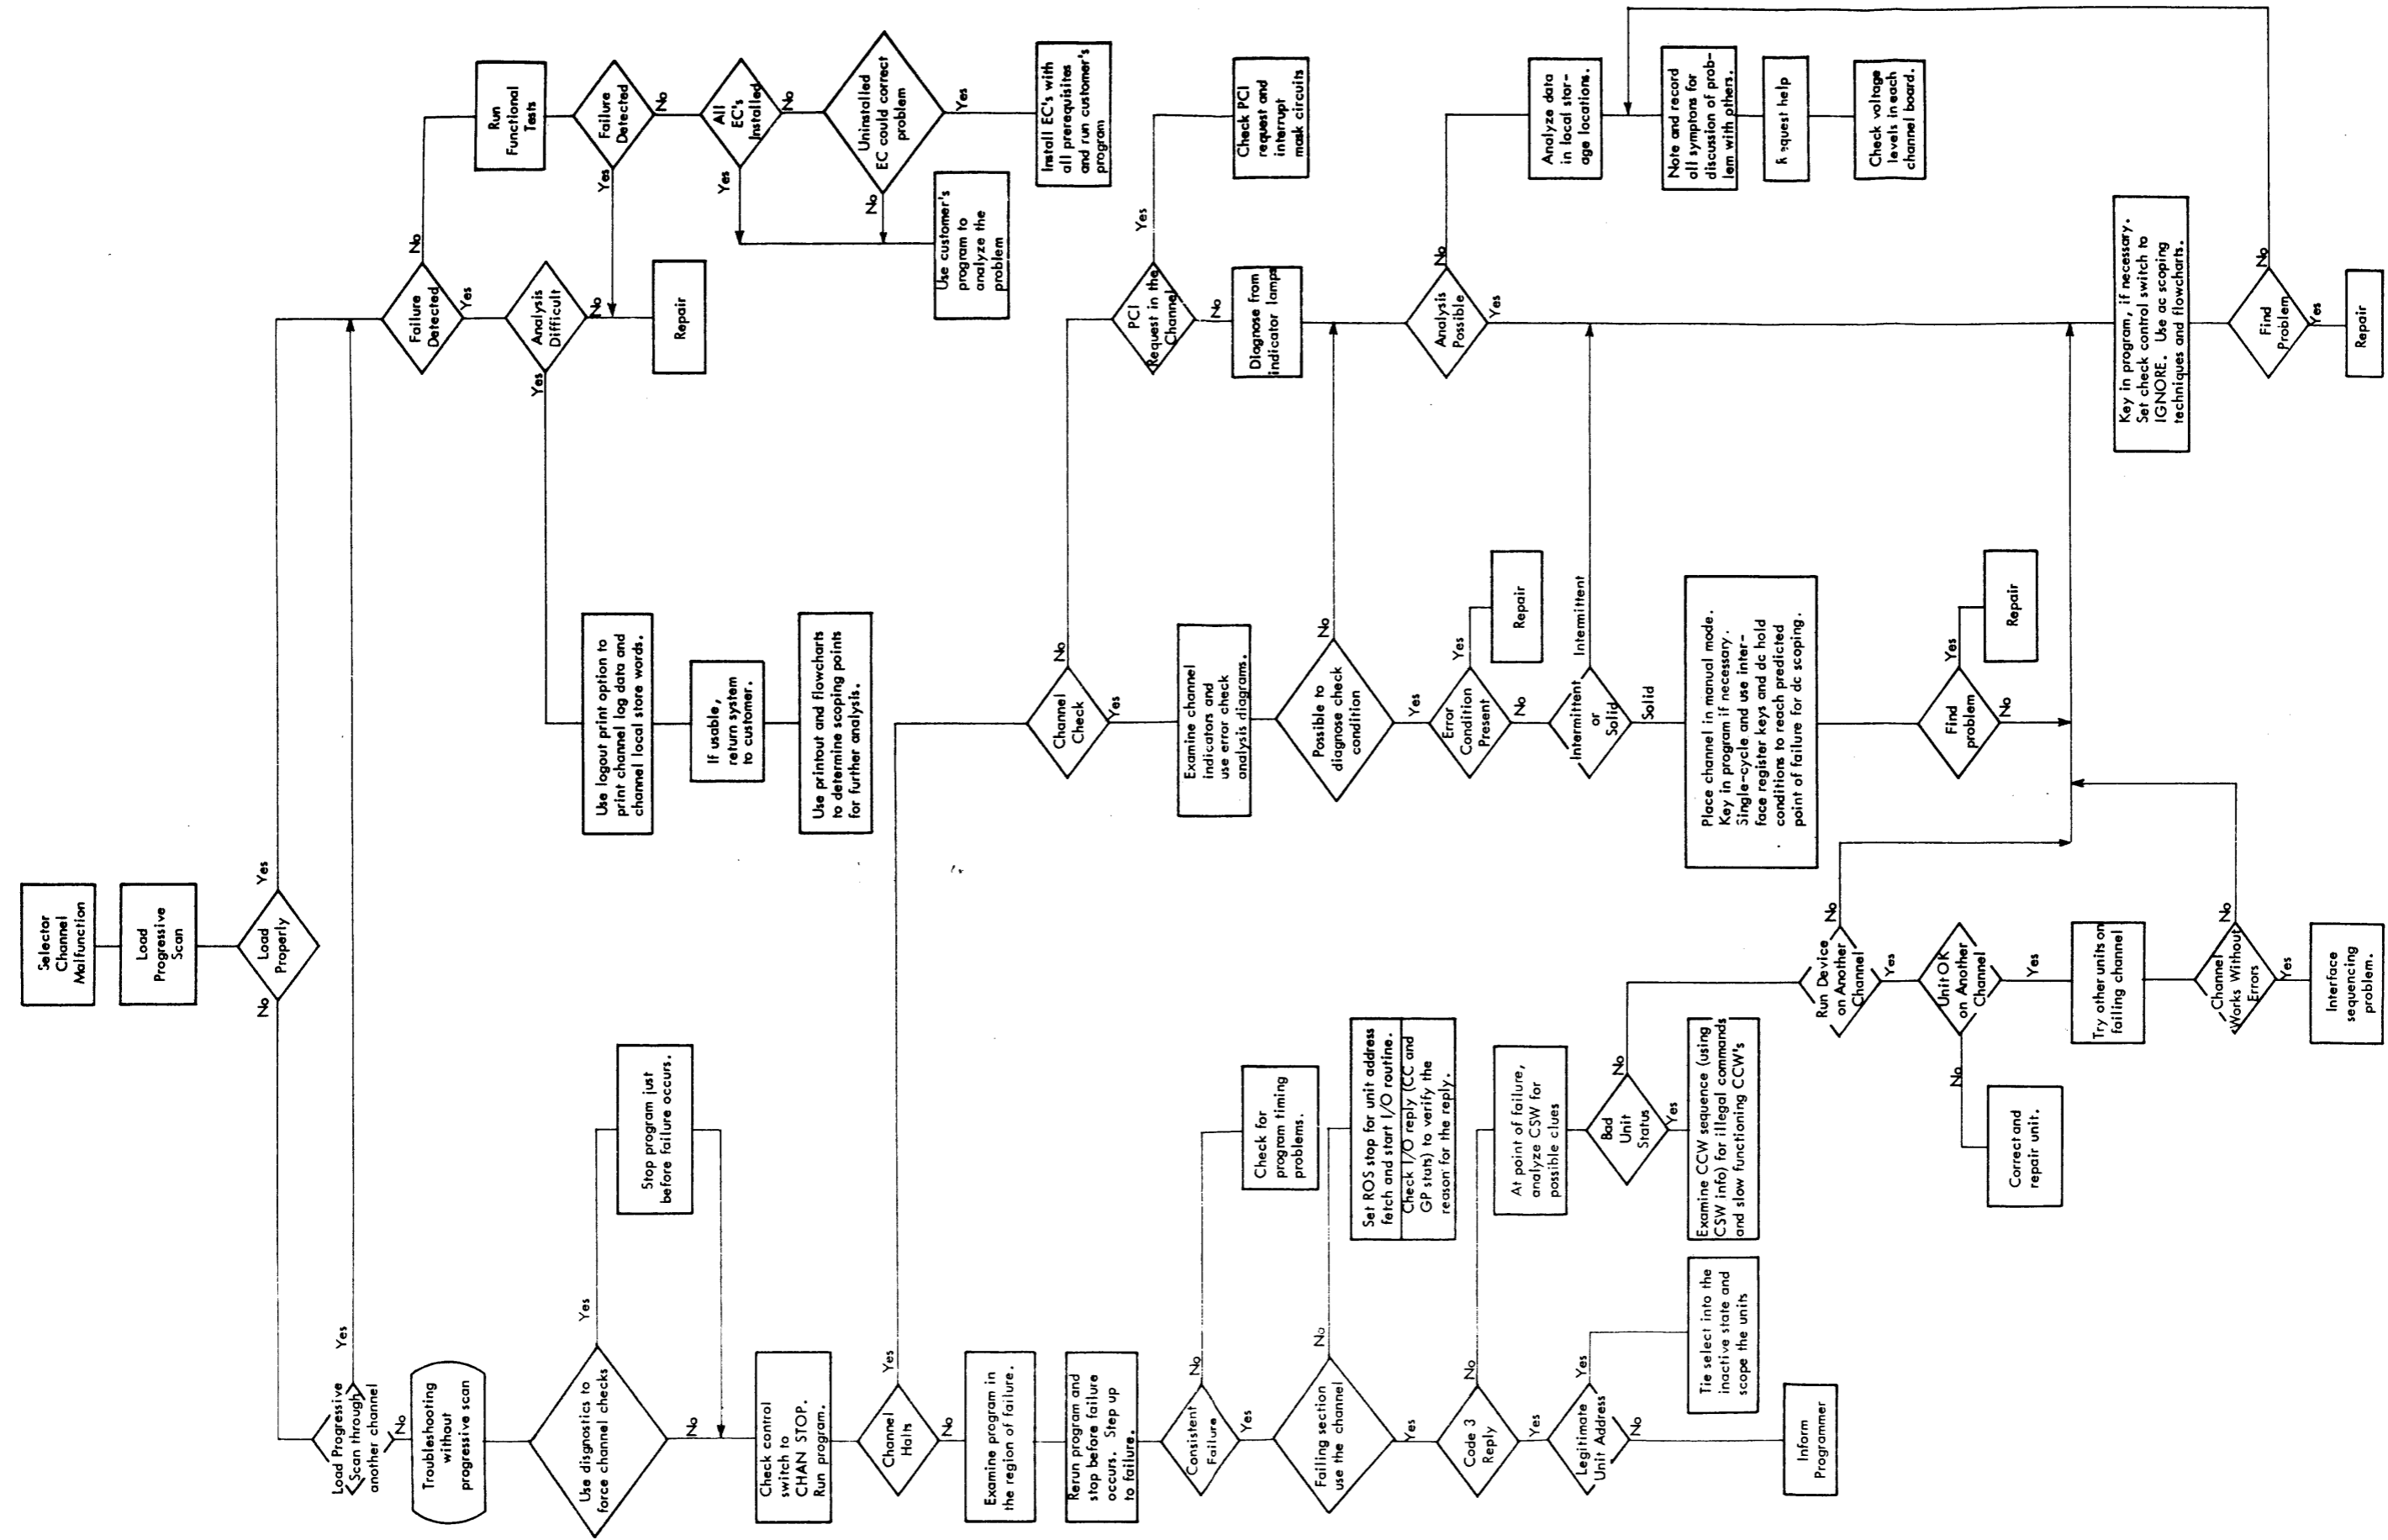 Selector
Channel
Malfunction
Load
Progressive
Scan
Load
Properly
No
Yes
Load Progressive
Scan through
another channel
Yes
No
Troubleshooting
without
progressive scan
Use disgnostics to
force channel checks
Yes
No
Stop program just
before failure occurs.
Check control
switch to
CHAN STOP.
Run program.
Channel
Halts
Yes
No
Examine program in
the region of failure.
Rerun program and
stop before failure
occurs. Step up
to failure.
Consistent
Failure
No
Yes
Check for
program timing
problems.
Failing section
use the channel
No
Yes
Set ROS stop for unit address
fetch and start I/O routine.
Check I/O reply (CC and
GP stats) to verify the
reason for the reply.
Code 3
Reply
No
Yes
At point of failure,
analyze CSW for
possible clues
Legitimate
Unit Address
Yes
No
Tie select into the
inactive state and
scope the units
Inform
Programmer
Bad
Unit
Status
No
Yes
Examine CCW sequence (using
CSW info) for illegal commands
and slow functioning CCW's
Run Device
on Another
Channel
No
Yes
Unit OK
on Another
Channel
No
Yes
Correct and
repair unit.
Try other units on
failing channel
Channel
Works Without
Errors
No
Yes
Interface
sequencing
problem.
Failure
Detected
No
Yes
Analysis
Difficult
Yes
No
Repair
Run
Functional
Tests
Failure
Detected
Yes
No
All
EC's
Installed
Yes
No
Uninstalled
EC could correct
problem
No
Yes
Use customer's
program to
analyze the
problem
Install EC's with
all prerequisites
and run customer's
program
Use logout print option to
print channel log data and
channel local store words.
If usable,
return system
to customer.
Use printout and flowcharts
to determine scoping points
for further analysis.
Channel
Check
No
Yes
Examine channel
indicators and
use error check
analysis diagrams.
Possible to
diagnose check
condition
No
Yes
Error
Condition
Present
Yes
No
Repair
Intermittent
or
Solid
Intermittent
Solid
Place channel in manual mode.
Key in program if necessary.
Single-cycle and use inter-
face register keys and dc hold
conditions to reach predicted
point of failure for dc scoping.
Find
problem
Yes
No
Repair
PCI
Request in the
Channel
Yes
No
Check PCI
request and
interrupt
mask circuits
Diagnose from
indicator lamps
Analysis
Possible
No
Yes
Analyze data
in local stor-
age locations.
Note and record
all symptoms for
discussion of prob-
lem with others.
Request help
Check voltage
levels in each
channel board.
Key in program, if necessary.
Set check control switch to
IGNORE. Use ac scoping
techniques and flowcharts.
Find
Problem
No
Yes
Repair